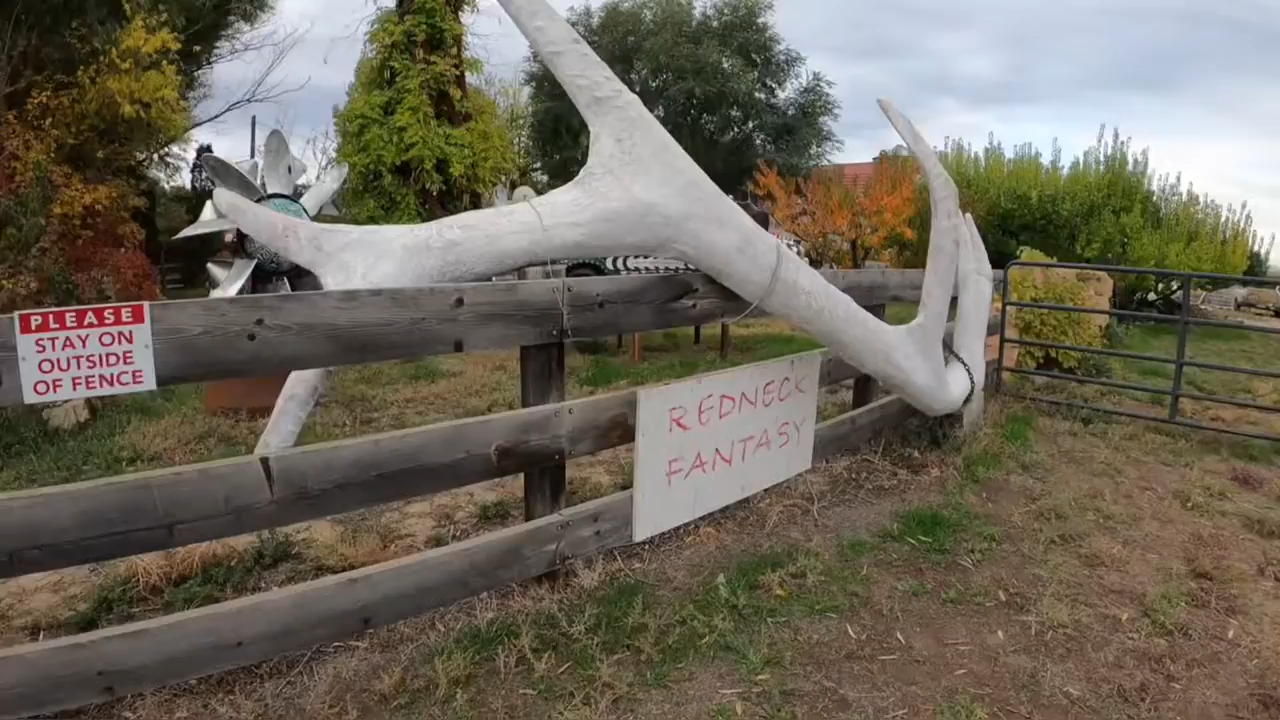 PLEASE
STAY ON
OUTSIDE
OF FENCE
REDNECK
FANTASY